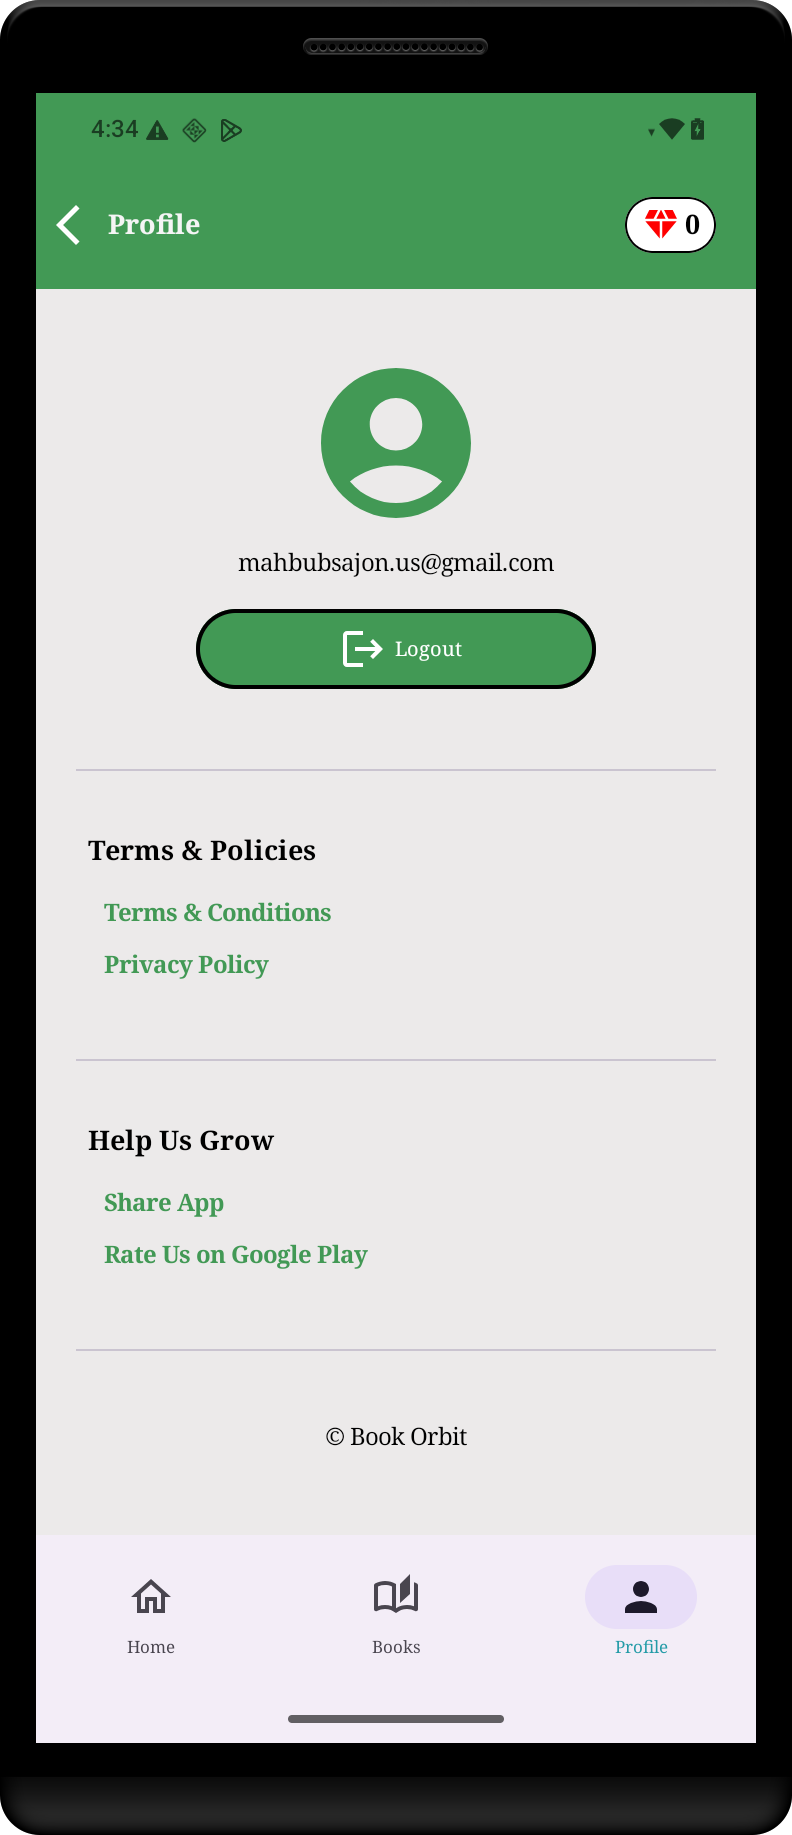 4:34
Profile
0
mahbubsajon.us@gmail.com
Logout
Terms & Policies
Terms & Conditions
Privacy Policy
Help Us Grow
Share App
Rate Us on Google Play
© Book Orbit
Home
Books
Profile